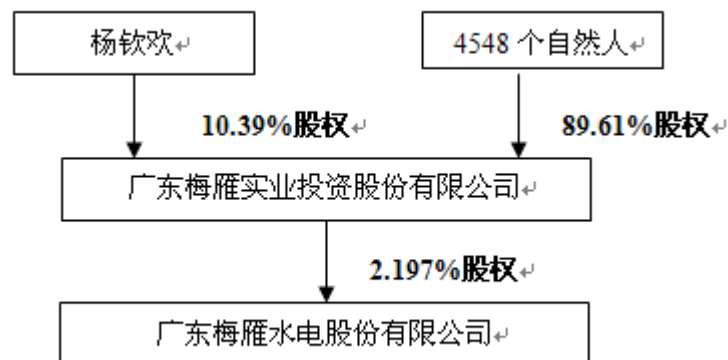 杨钦欢
4548 个自然人
10.39%股权
89.61%股权
广东梅雁实业投资股份有限公司
2.197%股权
广东梅雁水电股份有限公司